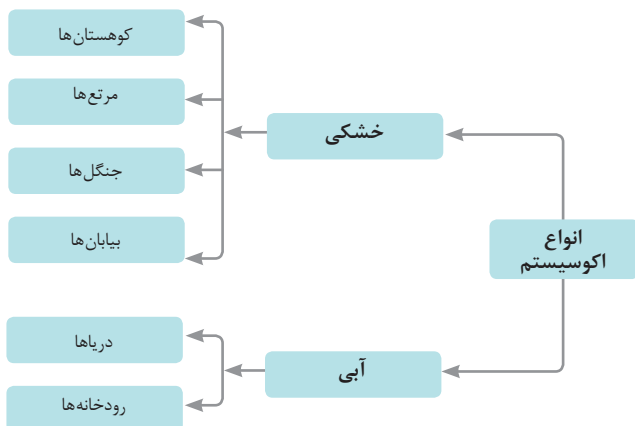 انواع
اکوسیستم
خشکی
کوهستان‌ها
مرتع‌ها
جنگل‌ها
بیابان‌ها
آبی
دریاها
رودخانه‌ها